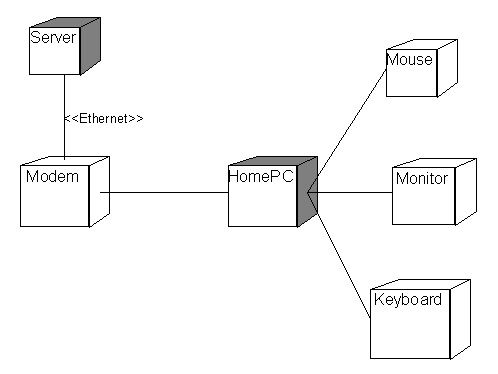 Server
Mouse
<<Ethernet>>
Modem
HomePC
Monitor
Keyboard